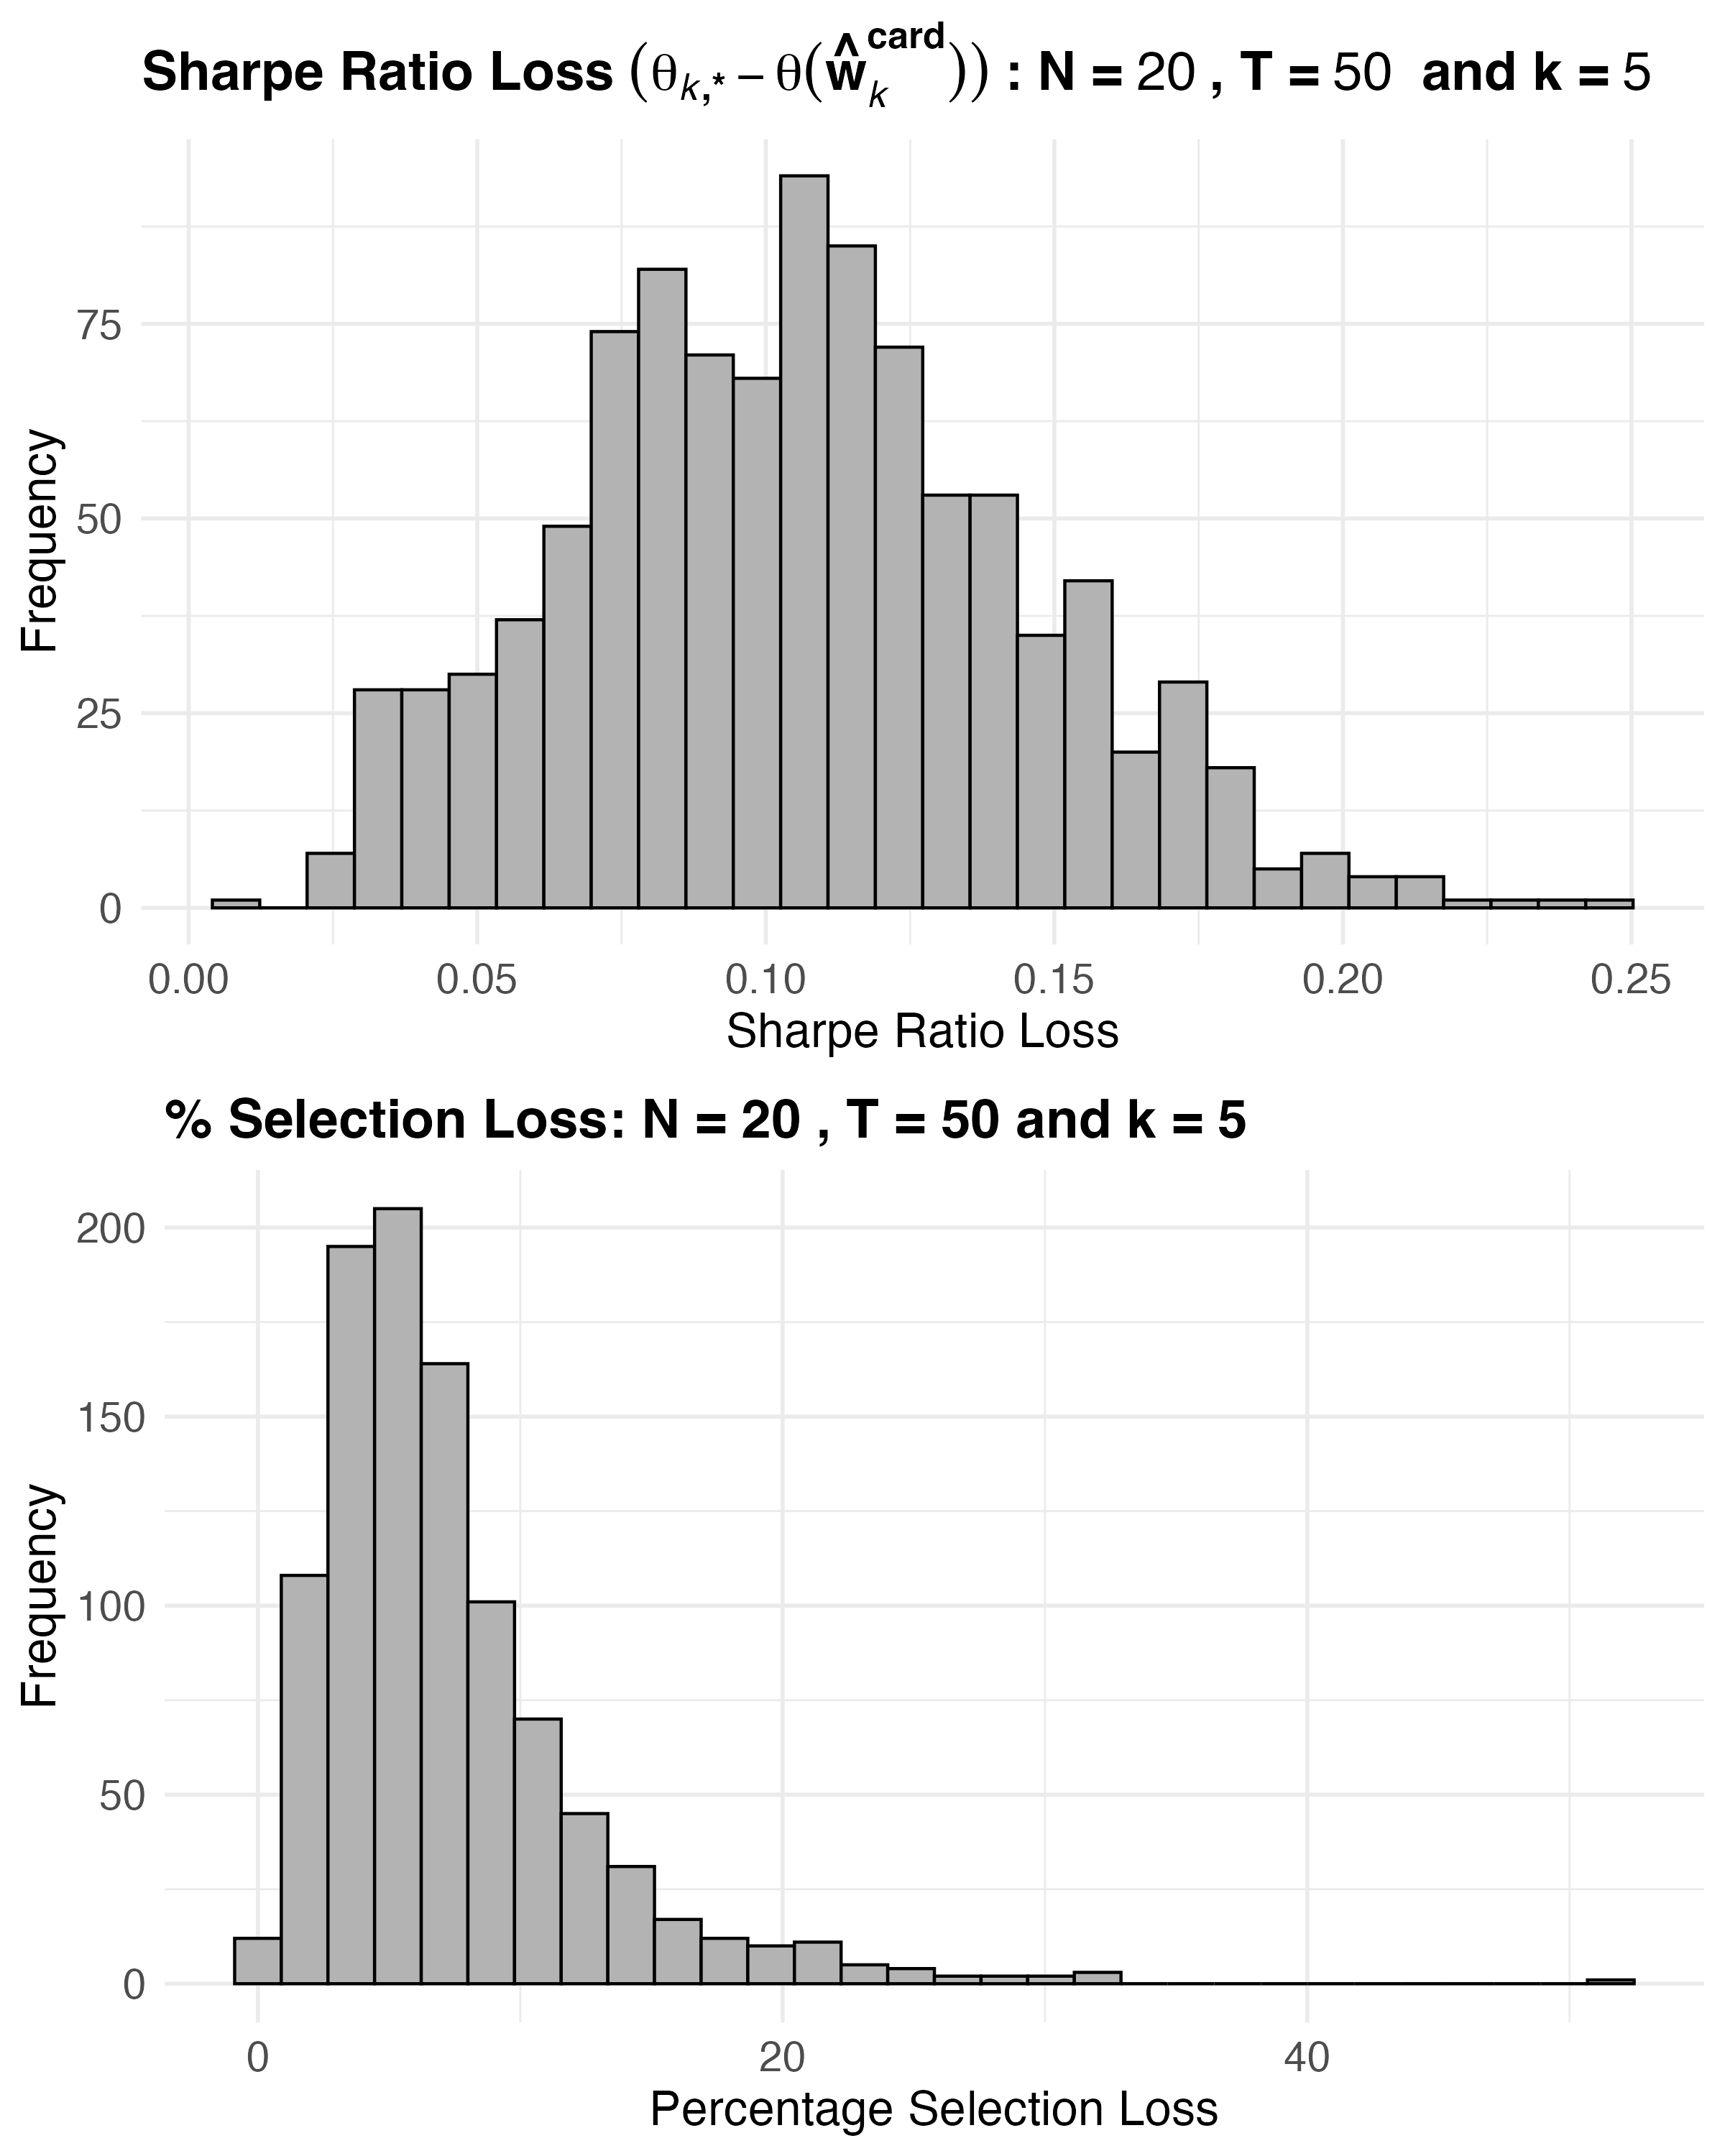 Sharpe Ratio Loss (θk,* − θ(ŵk^card)) : N = 20 , T = 50 and k = 5
75
50
25
0
Frequency
0.00 0.05 0.10 0.15 0.20 0.25
Sharpe Ratio Loss
% Selection Loss: N = 20 , T = 50 and k = 5
200
150
100
50
0
Frequency
0 20 40
Percentage Selection Loss